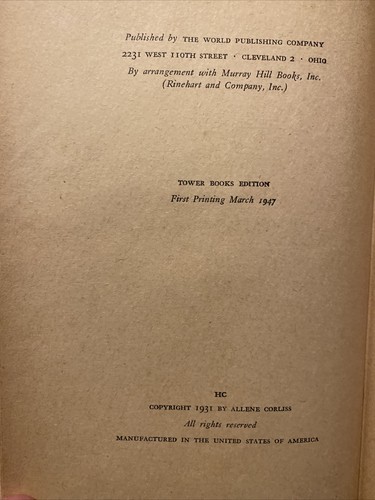 Published by THE WORLD PUBLISHING COMPANY
2231 WEST 110TH STREET · CLEVELAND 2 · OHIO
By arrangement with Murray Hill Books, Inc.
(Rinehart and Company, Inc.)
TOWER BOOKS EDITION
First Printing March 1947
HC
COPYRIGHT 1931 BY ALLENE CORLISS
All rights reserved
MANUFACTURED IN THE UNITED STATES OF AMERICA